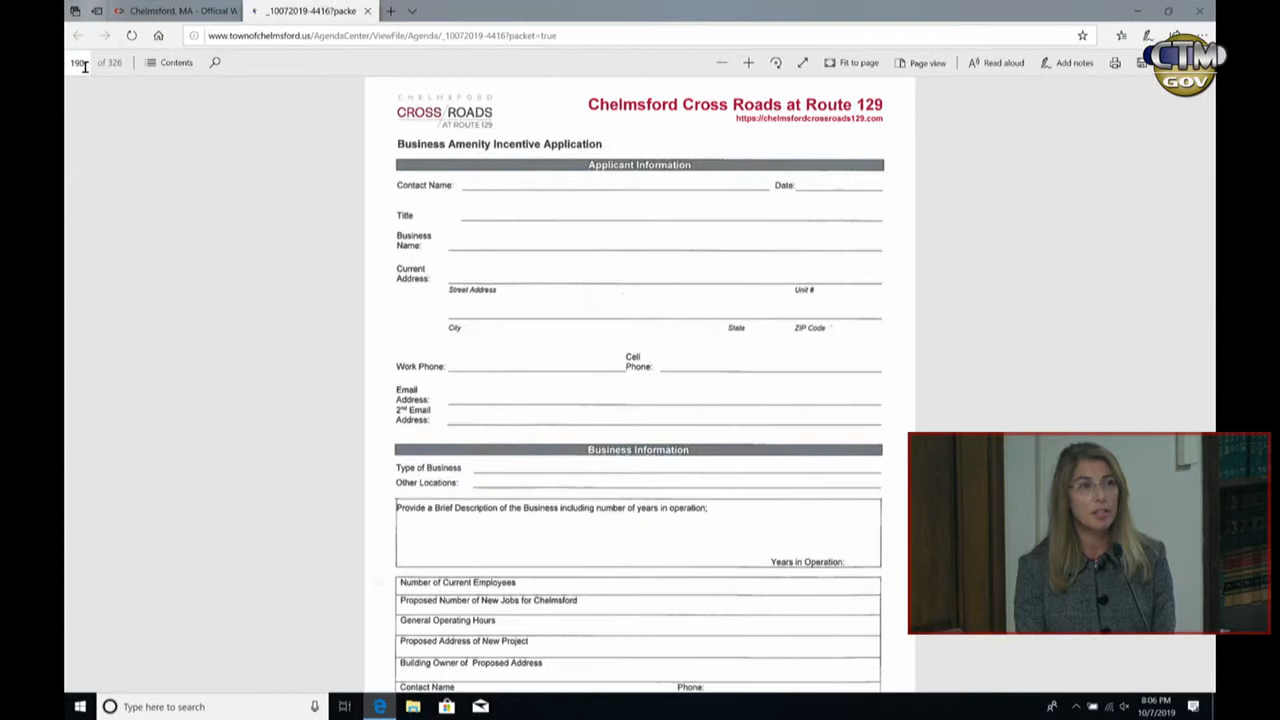 Chelmsford, MA - Official W
_10072019-4416?packe
www.townofchelmsford.us/AgendaCenter/ViewFile/Agenda/_10072019-4416?packet=true
190 of 326
Contents
Fit to page
Page view
Read aloud
Add notes
CTM
GOV
CHELMSFORD
CROSS/ROADS
AT ROUTE 129
Chelmsford Cross Roads at Route 129
https://chelmsfordcrossroads129.com
Business Amenity Incentive Application
Applicant Information
Contact Name: Date:
Title
Business
Name:
Current
Address:
Street Address Unit #
City State ZIP Code
Work Phone: Cell
Phone:
Email
Address:
2nd Email
Address:
Business Information
Type of Business
Other Locations:
Provide a Brief Description of the Business including number of years in operation;
Years in Operation:
Number of Current Employees
Proposed Number of New Jobs for Chelmsford
General Operating Hours
Proposed Address of New Project
Building Owner of Proposed Address
Contact Name Phone:
Type here to search
8:06 PM
10/7/2019